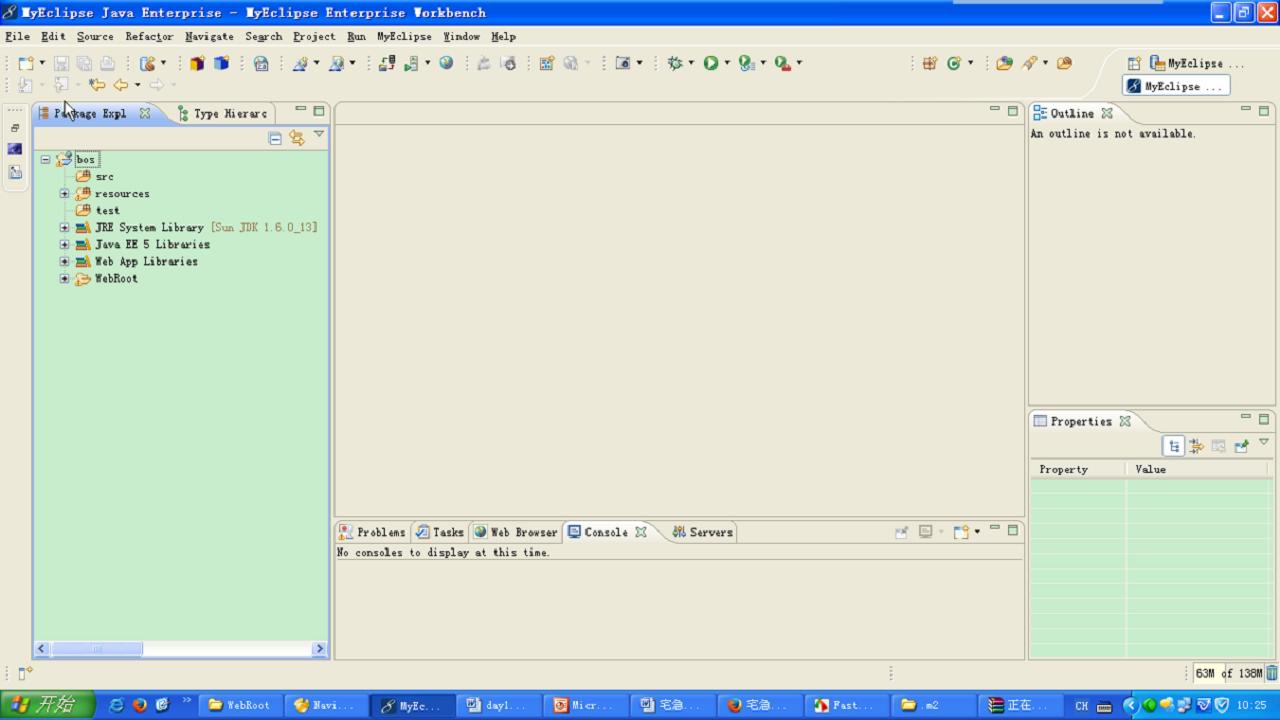 MyEclipse Java Enterprise - MyEclipse Enterprise Workbench
File Edit Source Refactor Navigate Search Project Run MyEclipse Window Help
MyEclipse ...
MyEclipse ...
Package Expl
Type Hierarc
Outline
An outline is not available.
bos
src
resources
test
JRE System Library [Sun JDK 1.6.0_13]
Java EE 5 Libraries
Web App Libraries
WebRoot
Properties
Property Value
Problems Tasks Web Browser Console Servers
No consoles to display at this time.
63M of 138M
开始 WebRoot Navi... MyEc... day1... Micr... 宅急... 宅急... Fast... .m2 正在... CH 10:25